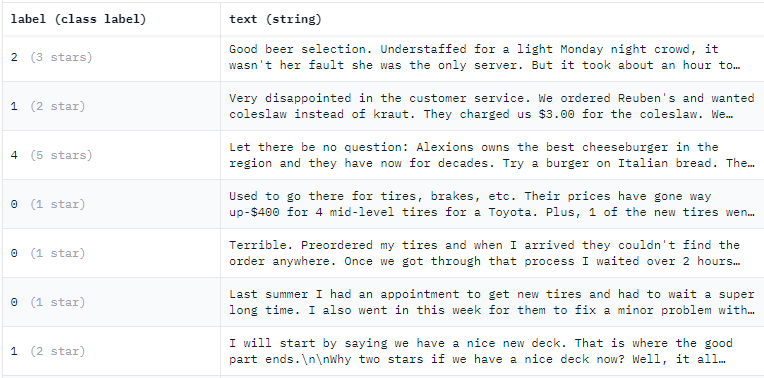 label (class label) text (string)
2 (3 stars) Good beer selection. Understaffed for a light Monday night crowd, it
wasn't her fault she was the only server. But it took about an hour to…
1 (2 star) Very disappointed in the customer service. We ordered Reuben's and wanted
coleslaw instead of kraut. They charged us $3.00 for the coleslaw. We…
4 (5 stars) Let there be no question: Alexions owns the best cheeseburger in the
region and they have now for decades. Try a burger on Italian bread. The…
0 (1 star) Used to go there for tires, brakes, etc. Their prices have gone way
up-$400 for 4 mid-level tires for a Toyota. Plus, 1 of the new tires wen…
0 (1 star) Terrible. Preordered my tires and when I arrived they couldn't find the
order anywhere. Once we got through that process I waited over 2 hours…
0 (1 star) Last summer I had an appointment to get new tires and had to wait a super
long time. I also went in this week for them to fix a minor problem with…
1 (2 star) I will start by saying we have a nice new deck. That is where the good
part ends.\n\nWhy two stars if we have a nice deck now? Well, it all…